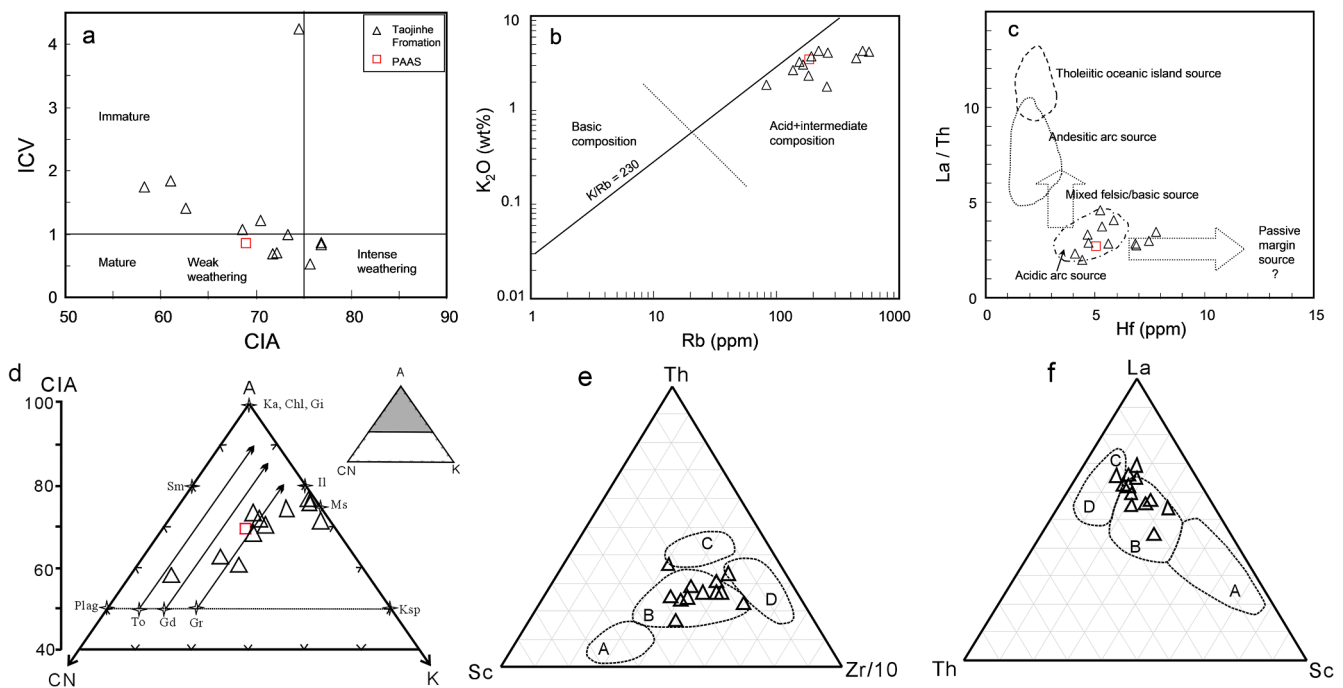 a
Taojinhe
Fromation
PAAS
Immature
Mature
Weak
weathering
Intense
weathering
4
3
2
1
0
50
60
70
80
90
ICV
CIA
b
10
1
0.1
0.01
1
10
100
1000
K2O (wt%)
Rb (ppm)
Basic
composition
Acid+intermediate
composition
K/Rb = 230
c
Tholeiitic oceanic island source
Andesitic arc source
Mixed felsic/basic source
Acidic arc source
Passive
margin
source
?
10
5
0
0
5
10
15
La / Th
Hf (ppm)
d
CIA
100
80
60
40
A
Ka, Chl, Gi
Sm
Il
Ms
Plag
To
Gd
Gr
Ksp
CN
K
A
CN
K
e
Th
C
B
D
A
Sc
Zr/10
f
La
C
D
B
A
Th
Sc